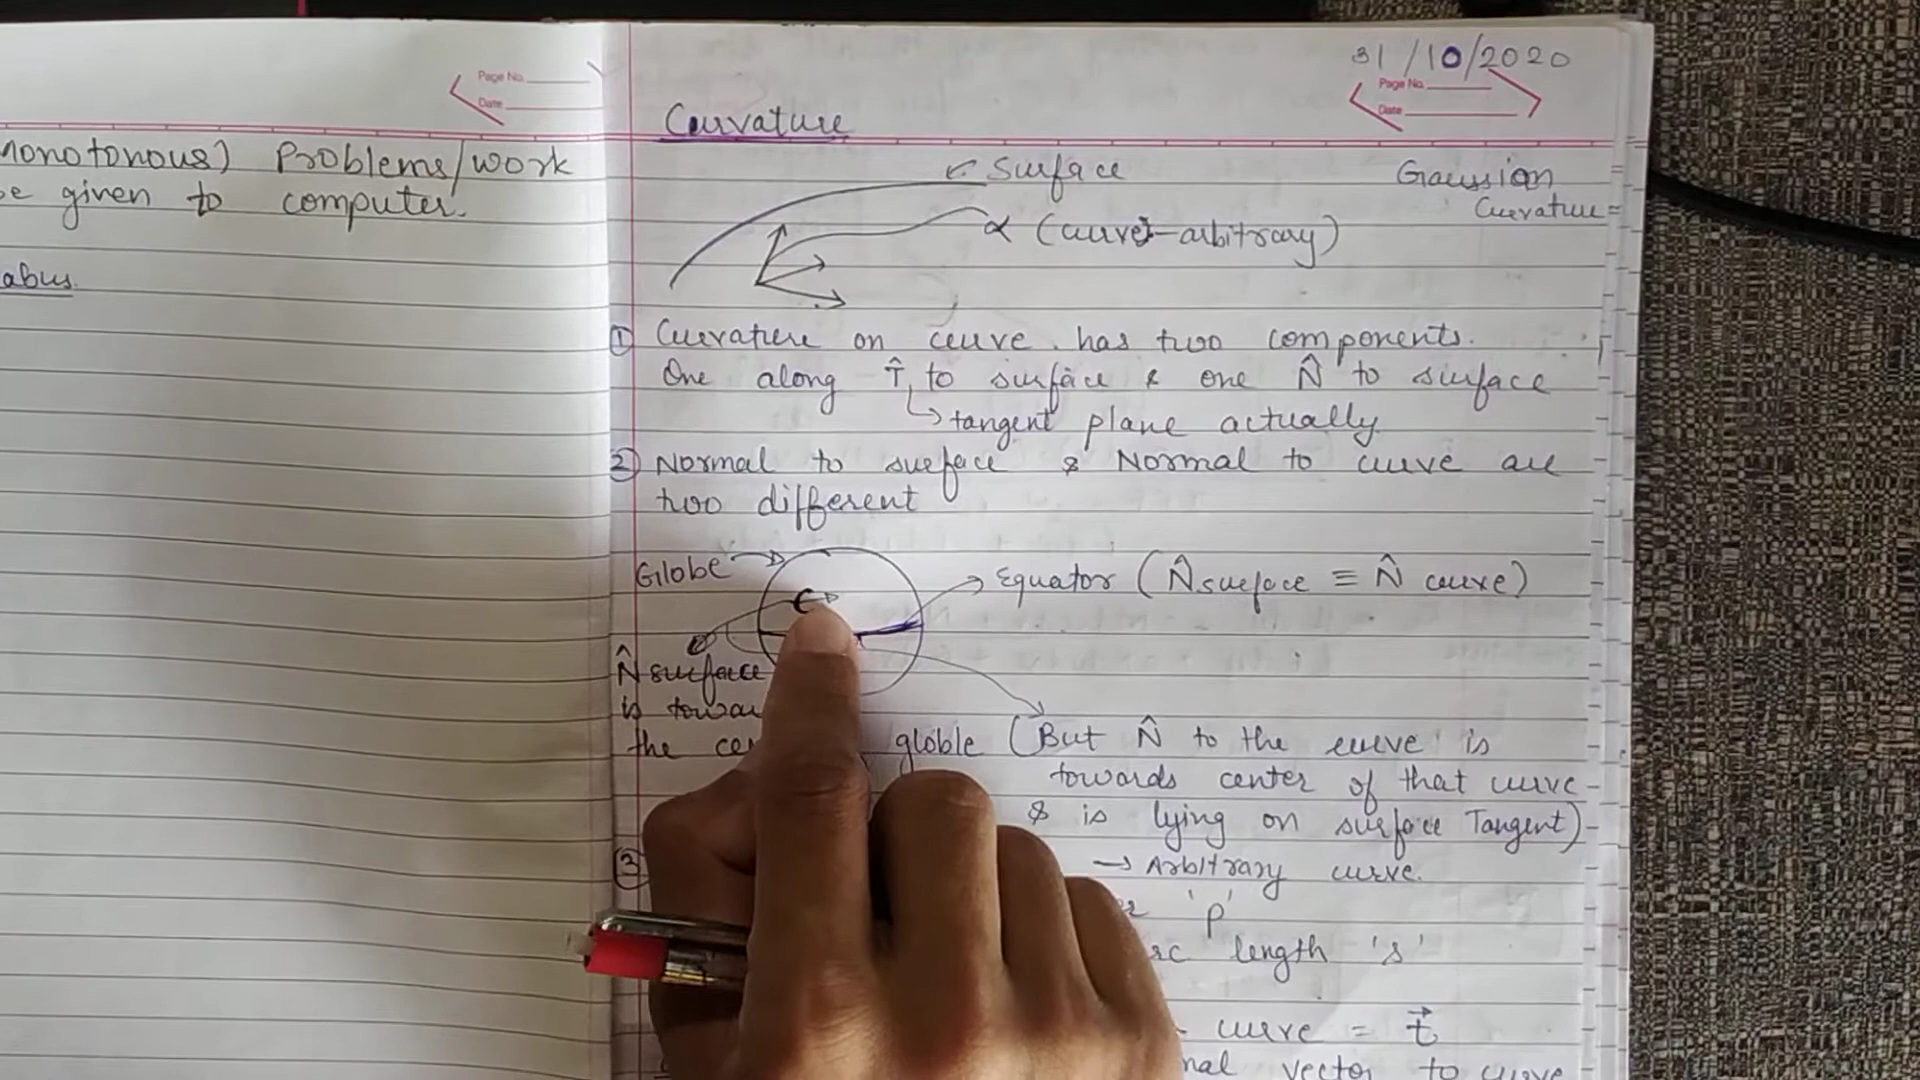 Page No.
Date
Monotonous) Problems/work
be given to computer.
abus.
31/10/2020
Page No.
Date
Curvature
Surface
Gaussian
Curvature =
α (curve - arbitrary)
① Curvature on curve has two components.
One along T̂ to surface & one N̂ to surface
tangent plane actually
② Normal to surface & Normal to curve are
two different
Globe
Equator (N̂ surface ≡ N̂ curve)
N̂ surface
is
the globle (But N̂ to the curve is
towards center of that curve
& is lying on surface Tangent)
③ → Arbitrary curve.
'p'
length 's'
curve = t⃗
vector to curve